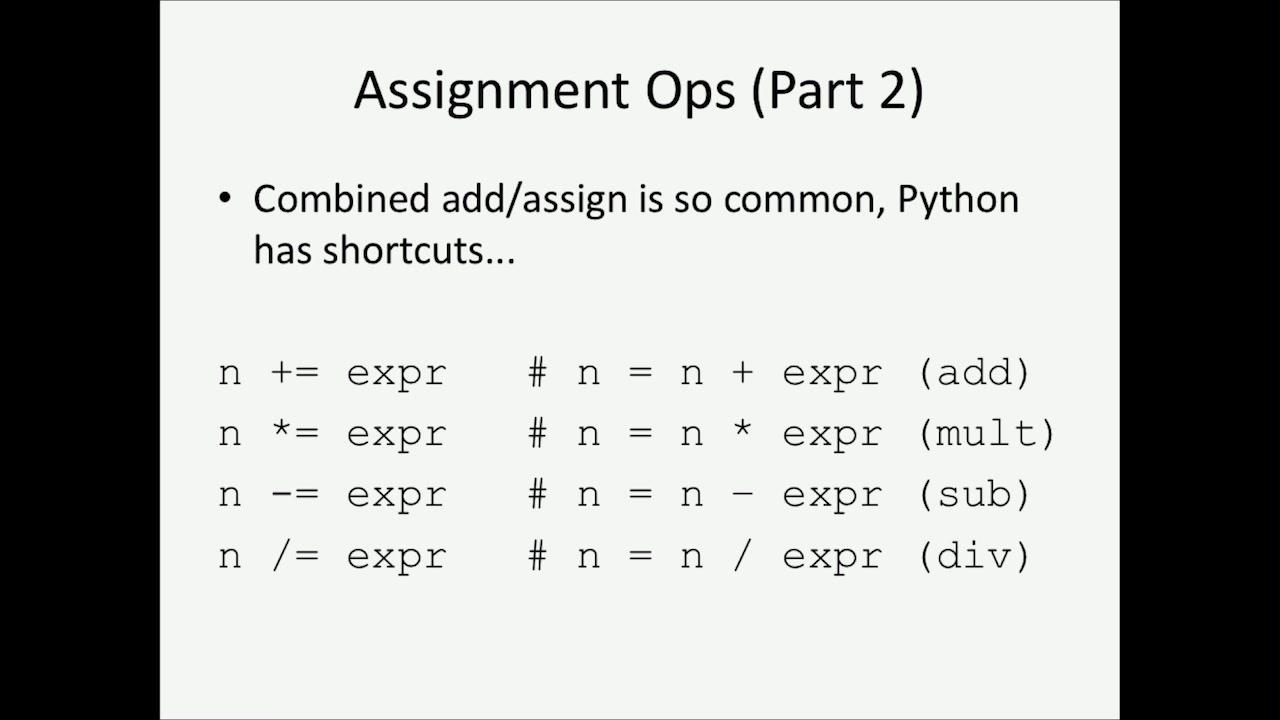 Assignment Ops (Part 2)
• Combined add/assign is so common, Python
has shortcuts...
n += expr # n = n + expr (add)
n *= expr # n = n * expr (mult)
n -= expr # n = n – expr (sub)
n /= expr # n = n / expr (div)